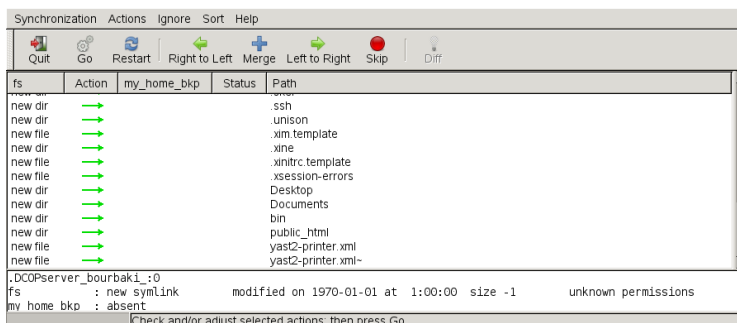 Synchronization Actions Ignore Sort Help
Quit Go Restart Right to Left Merge Left to Right Skip Diff
fs Action my_home_bkp Status Path
new dir .ssh
new dir .unison
new file .xim.template
new dir .xine
new file .xinitrc.template
new file .xsession-errors
new dir Desktop
new dir Documents
new dir bin
new dir public_html
new file yast2-printer.xml
new file yast2-printer.xml~
.DCOPserver_bourbaki_:0
fs : new symlink modified on 1970-01-01 at 1:00:00 size -1 unknown permissions
my_home_bkp : absent
Check and/or adjust selected actions; then press Go